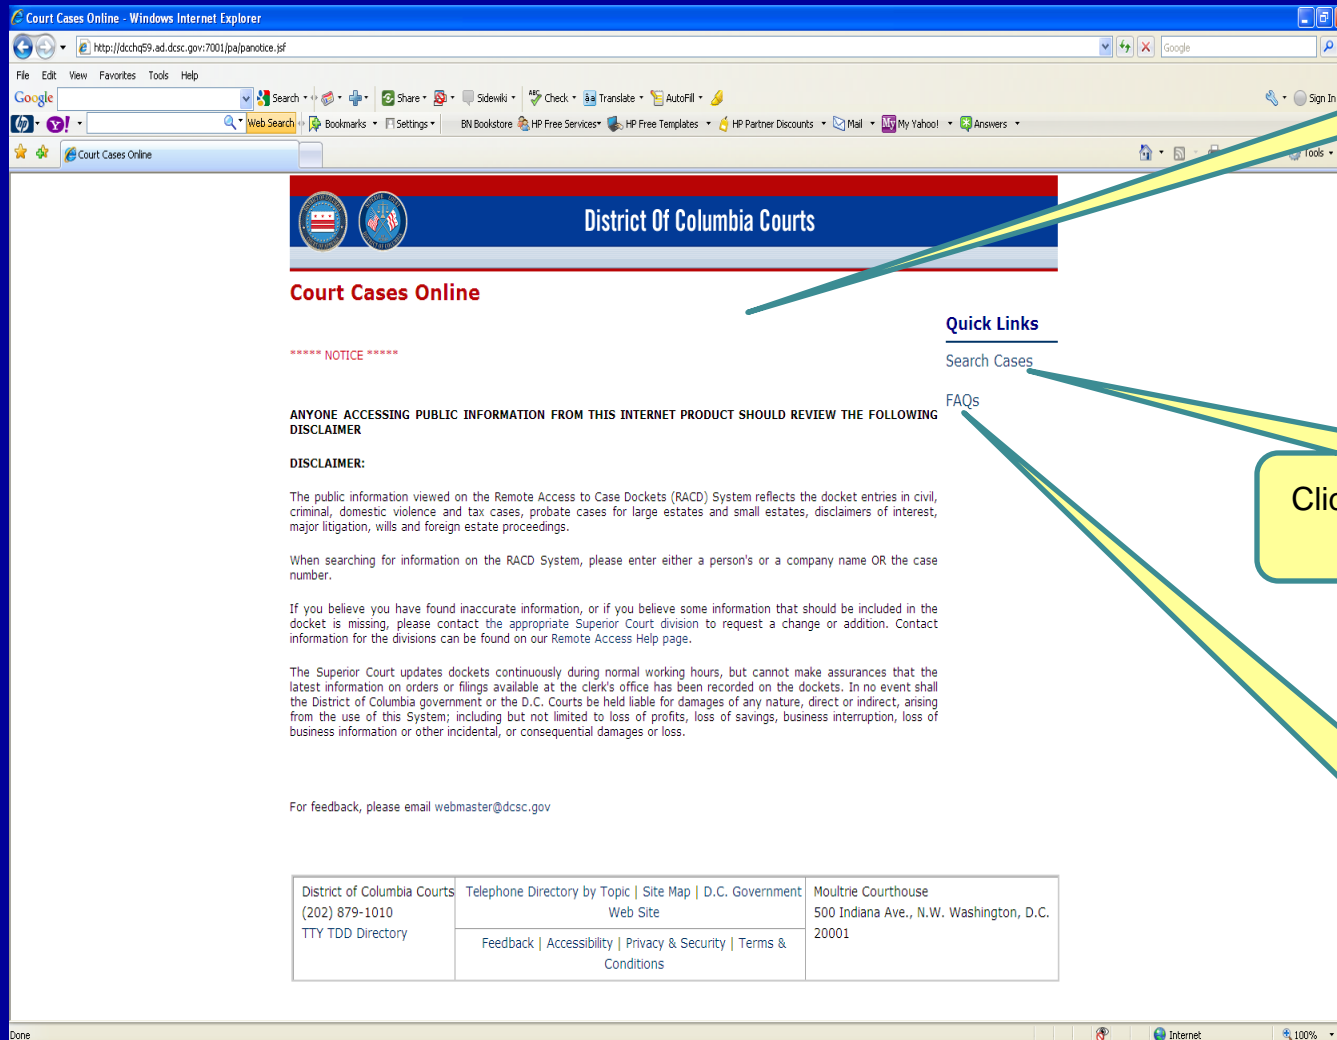 Court Cases Online - Windows Internet Explorer
http://dcchq59.ad.dcsc.gov:7001/pa/panotice.jsf
Google
File Edit View Favorites Tools Help
Google Search Share Sidewiki Check Translate AutoFill Sign In
Web Search Bookmarks Settings BN Bookstore HP Free Services HP Free Templates HP Partner Discounts Mail My Yahoo! Answers
Court Cases Online Tools
District Of Columbia Courts
Court Cases Online
Quick Links
Search Cases
FAQs
***** NOTICE *****
ANYONE ACCESSING PUBLIC INFORMATION FROM THIS INTERNET PRODUCT SHOULD REVIEW THE FOLLOWING
DISCLAIMER
DISCLAIMER:
The public information viewed on the Remote Access to Case Dockets (RACD) System reflects the docket entries in civil,
criminal, domestic violence and tax cases, probate cases for large estates and small estates, disclaimers of interest,
major litigation, wills and foreign estate proceedings.
When searching for information on the RACD System, please enter either a person's or a company name OR the case
number.
If you believe you have found inaccurate information, or if you believe some information that should be included in the
docket is missing, please contact the appropriate Superior Court division to request a change or addition. Contact
information for the divisions can be found on our Remote Access Help page.
The Superior Court updates dockets continuously during normal working hours, but cannot make assurances that the
latest information on orders or filings available at the clerk's office has been recorded on the dockets. In no event shall
the District of Columbia government or the D.C. Courts be held liable for damages of any nature, direct or indirect, arising
from the use of this System; including but not limited to loss of profits, loss of savings, business interruption, loss of
business information or other incidental, or consequential damages or loss.
For feedback, please email webmaster@dcsc.gov
District of Columbia Courts
(202) 879-1010
TTY TDD Directory
Telephone Directory by Topic | Site Map | D.C. Government
Web Site
Feedback | Accessibility | Privacy & Security | Terms &
Conditions
Moultrie Courthouse
500 Indiana Ave., N.W. Washington, D.C.
20001
Done Internet 100%